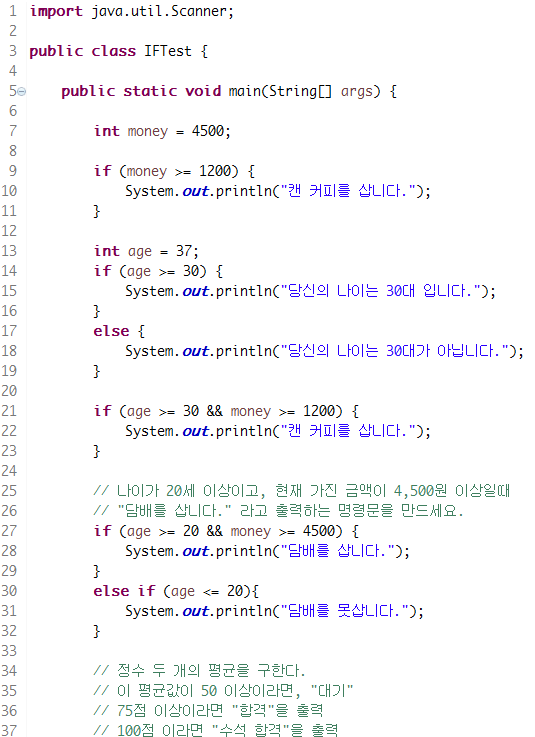 1 import java.util.Scanner;
2
3 public class IFTest {
4
5 public static void main(String[] args) {
6
7 int money = 4500;
8
9 if (money >= 1200) {
10 System.out.println("캔 커피를 삽니다.");
11 }
12
13 int age = 37;
14 if (age >= 30) {
15 System.out.println("당신의 나이는 30대 입니다.");
16 }
17 else {
18 System.out.println("당신의 나이는 30대가 아닙니다.");
19 }
20
21 if (age >= 30 && money >= 1200) {
22 System.out.println("캔 커피를 삽니다.");
23 }
24
25 // 나이가 20세 이상이고, 현재 가진 금액이 4,500원 이상일때
26 // "담배를 삽니다." 라고 출력하는 명령문을 만드세요.
27 if (age >= 20 && money >= 4500) {
28 System.out.println("담배를 삽니다.");
29 }
30 else if (age <= 20){
31 System.out.println("담배를 못삽니다.");
32 }
33
34 // 정수 두 개의 평균을 구한다.
35 // 이 평균값이 50 이상이라면, "대기"
36 // 75점 이상이라면 "합격"을 출력
37 // 100점 이라면 "수석 합격"을 출력